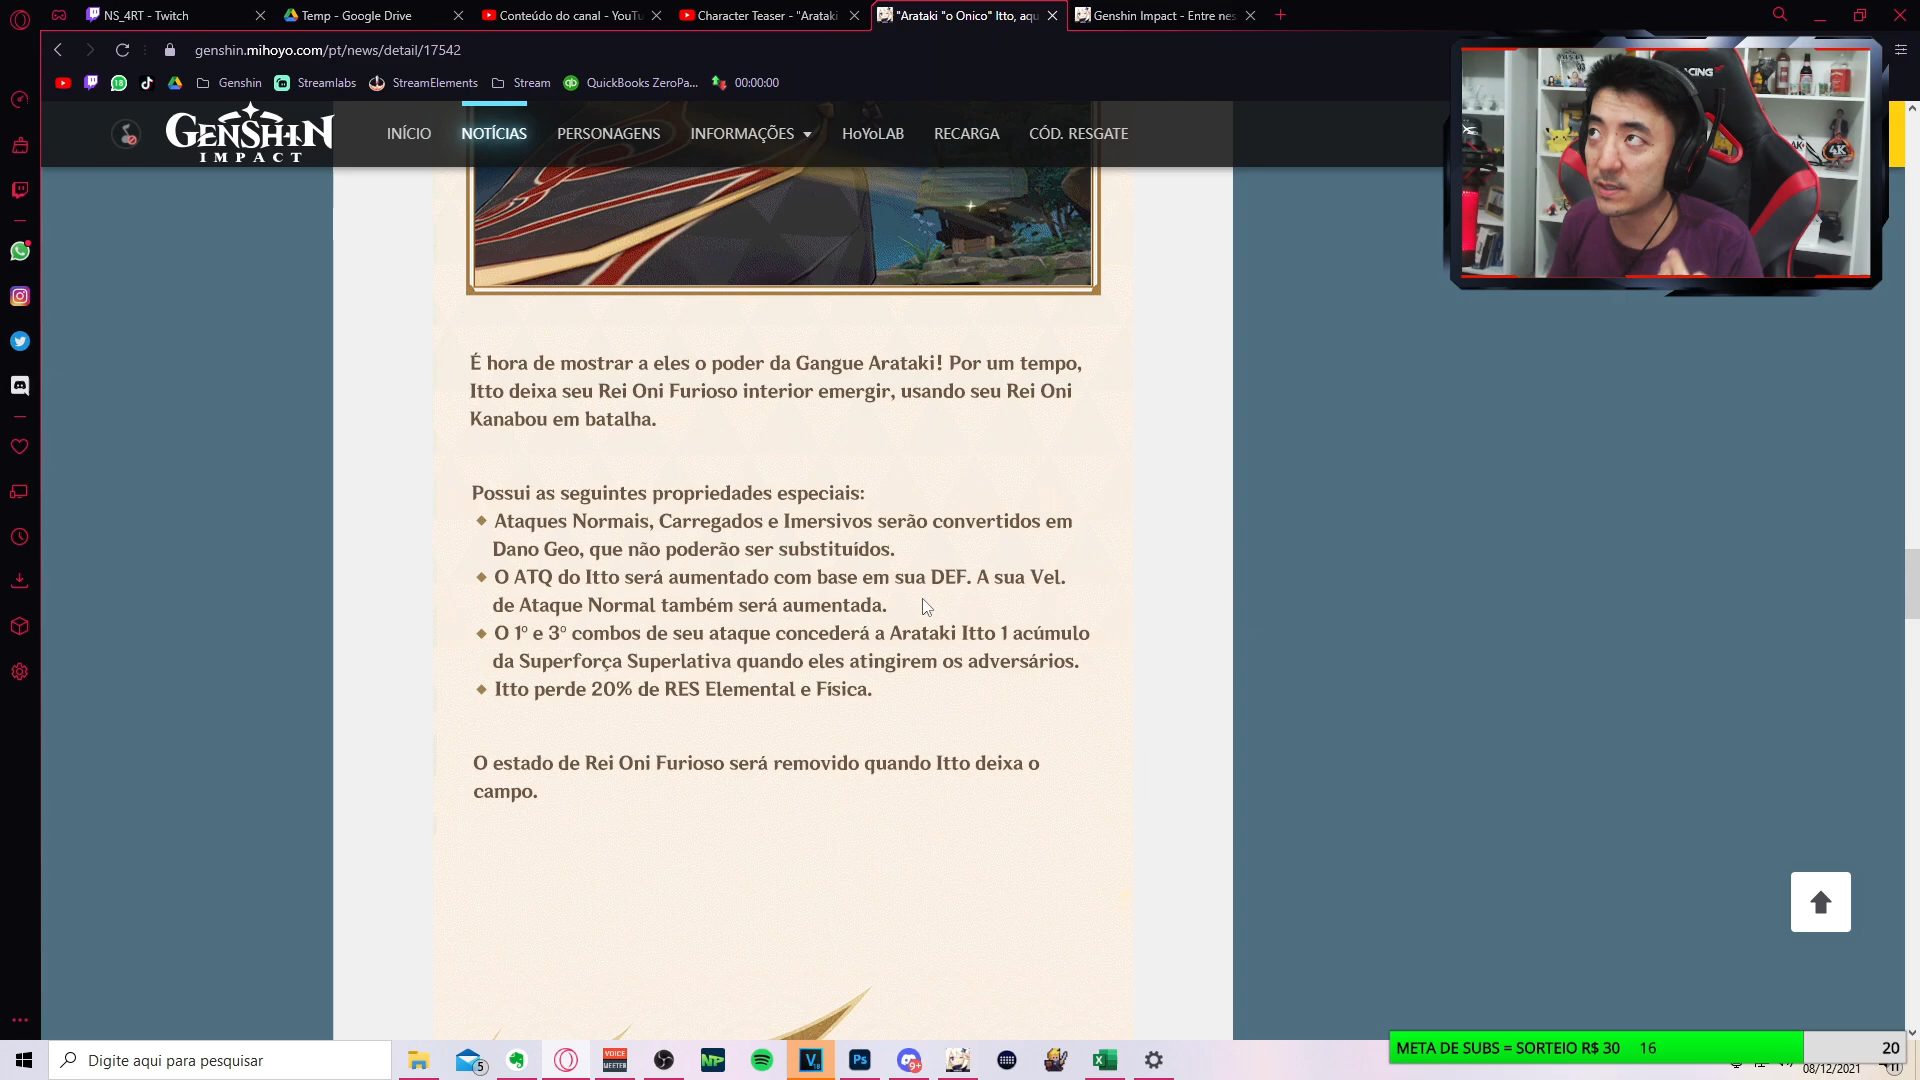 NS_4RT - Twitch
Temp - Google Drive
Conteúdo do canal - YouTu
Character Teaser - "Arataki
"Arataki "o Onico" Itto, aqu
Genshin Impact - Entre nes
genshin.mihoyo.com/pt/news/detail/17542
Genshin
Streamlabs
StreamElements
Stream
QuickBooks ZeroPa...
00:00:00
GENSHIN
IMPACT
INÍCIO
NOTÍCIAS
PERSONAGENS
INFORMAÇÕES
HoYoLAB
RECARGA
CÓD. RESGATE
É hora de mostrar a eles o poder da Gangue Arataki! Por um tempo,
Itto deixa seu Rei Oni Furioso interior emergir, usando seu Rei Oni
Kanabou em batalha.
Possui as seguintes propriedades especiais:
Ataques Normais, Carregados e Imersivos serão convertidos em
Dano Geo, que não poderão ser substituídos.
O ATQ do Itto será aumentado com base em sua DEF. A sua Vel.
de Ataque Normal também será aumentada.
O 1º e 3º combos de seu ataque concederá a Arataki Itto 1 acúmulo
da Superforça Superlativa quando eles atingirem os adversários.
Itto perde 20% de RES Elemental e Física.
O estado de Rei Oni Furioso será removido quando Itto deixa o
campo.
META DE SUBS = SORTEIO R$ 30
16
20
Digite aqui para pesquisar
5
VOICE
MEETER
NP
V
Ps
9+
08/12/2021